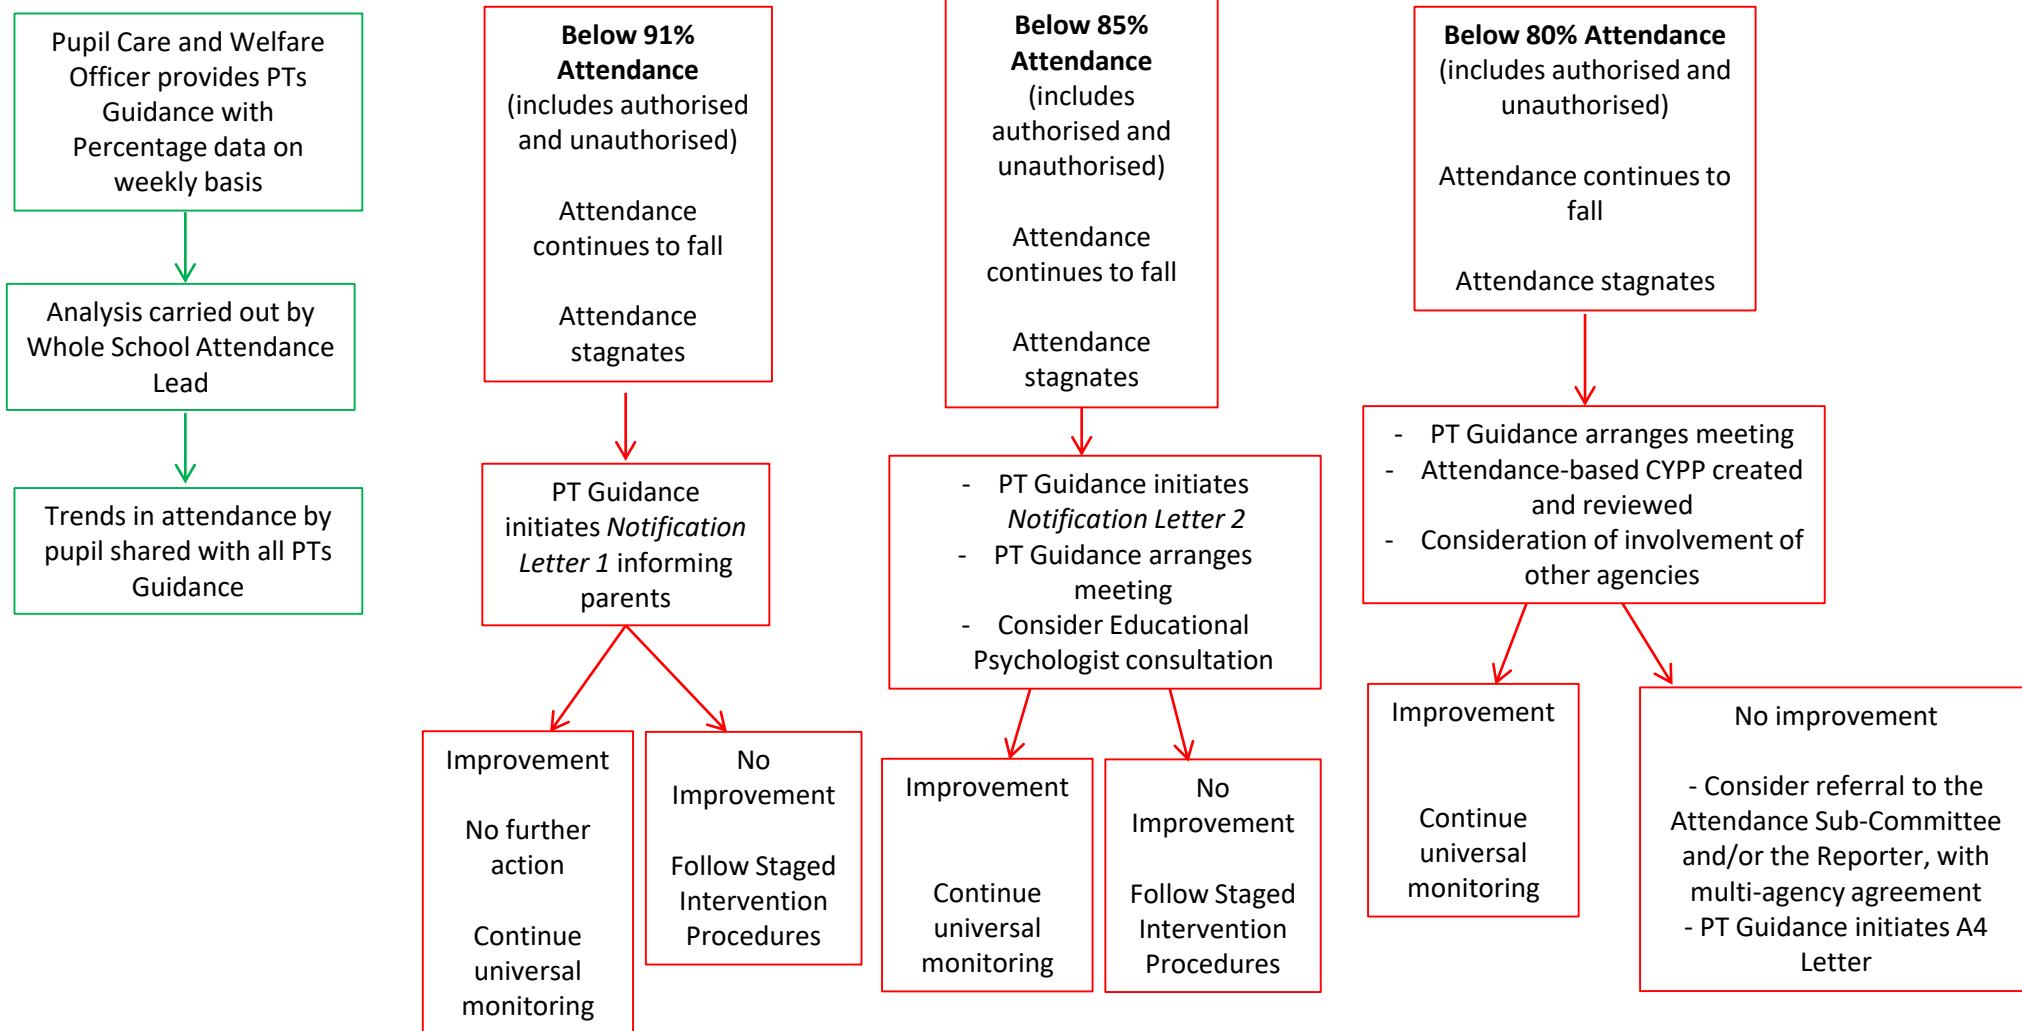 Pupil Care and Welfare
Officer provides PTs
Guidance with
Percentage data on
weekly basis
Analysis carried out by
Whole School Attendance
Lead
Trends in attendance by
pupil shared with all PTs
Guidance
Below 91%
Attendance
(includes authorised
and unauthorised)
Attendance
continues to fall
Attendance
stagnates
PT Guidance
initiates Notification
Letter 1 informing
parents
Improvement
No further
action
Continue
universal
monitoring
No
Improvement
Follow Staged
Intervention
Procedures
Below 85%
Attendance
(includes
authorised and
unauthorised)
Attendance
continues to fall
Attendance
stagnates
- PT Guidance initiates
Notification Letter 2
- PT Guidance arranges
meeting
- Consider Educational
Psychologist consultation
Improvement
Continue
universal
monitoring
No
Improvement
Follow Staged
Intervention
Procedures
Below 80% Attendance
(includes authorised and
unauthorised)
Attendance continues to
fall
Attendance stagnates
- PT Guidance arranges meeting
- Attendance-based CYPP created
and reviewed
- Consideration of involvement of
other agencies
Improvement
Continue
universal
monitoring
No improvement
- Consider referral to the
Attendance Sub-Committee
and/or the Reporter, with
multi-agency agreement
- PT Guidance initiates A4
Letter